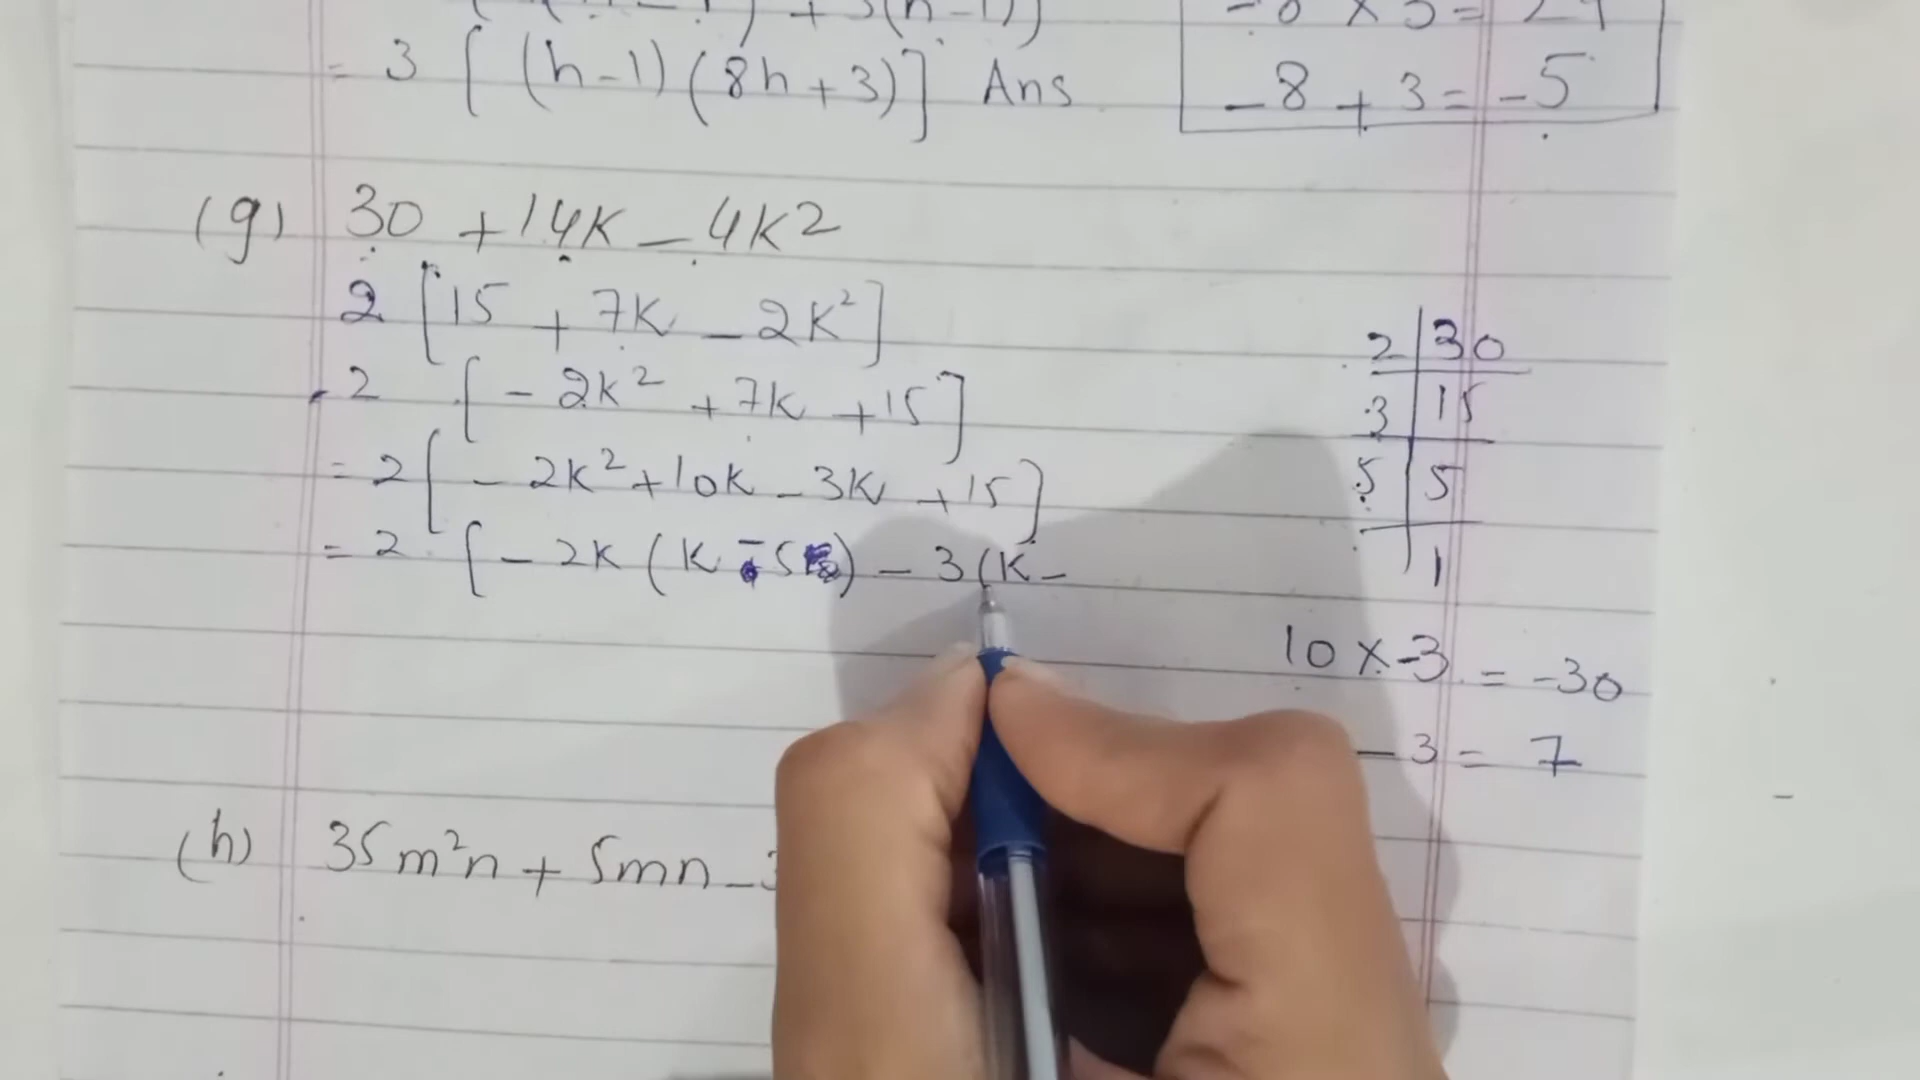 = 3 [ (h-1) (8h+3)] Ans
-8 + 3 = -5
(g) 30 + 14k - 4k2
2 [15 + 7k - 2k²]
2 [ - 2k² + 7k + 15]
= 2 [ - 2k² + 10k - 3k + 15]
= 2 [ - 2k (k - 5) - 3 (k -
2 | 30
3 | 15
5 | 5
| 1
10 x -3 = -30
- 3 = 7
(h) 35m²n + 5mn -